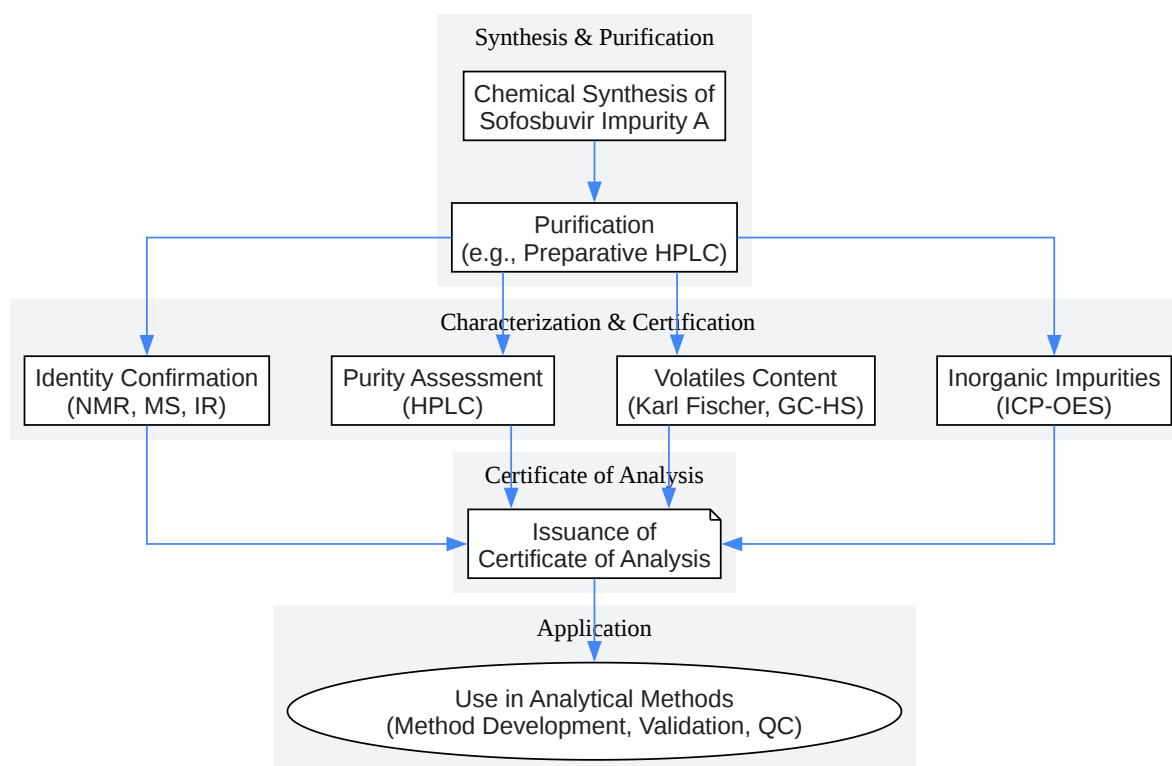 Synthesis & Purification
Chemical Synthesis of
Sofosbuvir Impurity A
Purification
(e.g., Preparative HPLC)
Characterization & Certification
Identity Confirmation
(NMR, MS, IR)
Purity Assessment
(HPLC)
Volatiles Content
(Karl Fischer, GC-HS)
Inorganic Impurities
(ICP-OES)
Certificate of Analysis
Issuance of
Certificate of Analysis
Application
Use in Analytical Methods
(Method Development, Validation, QC)